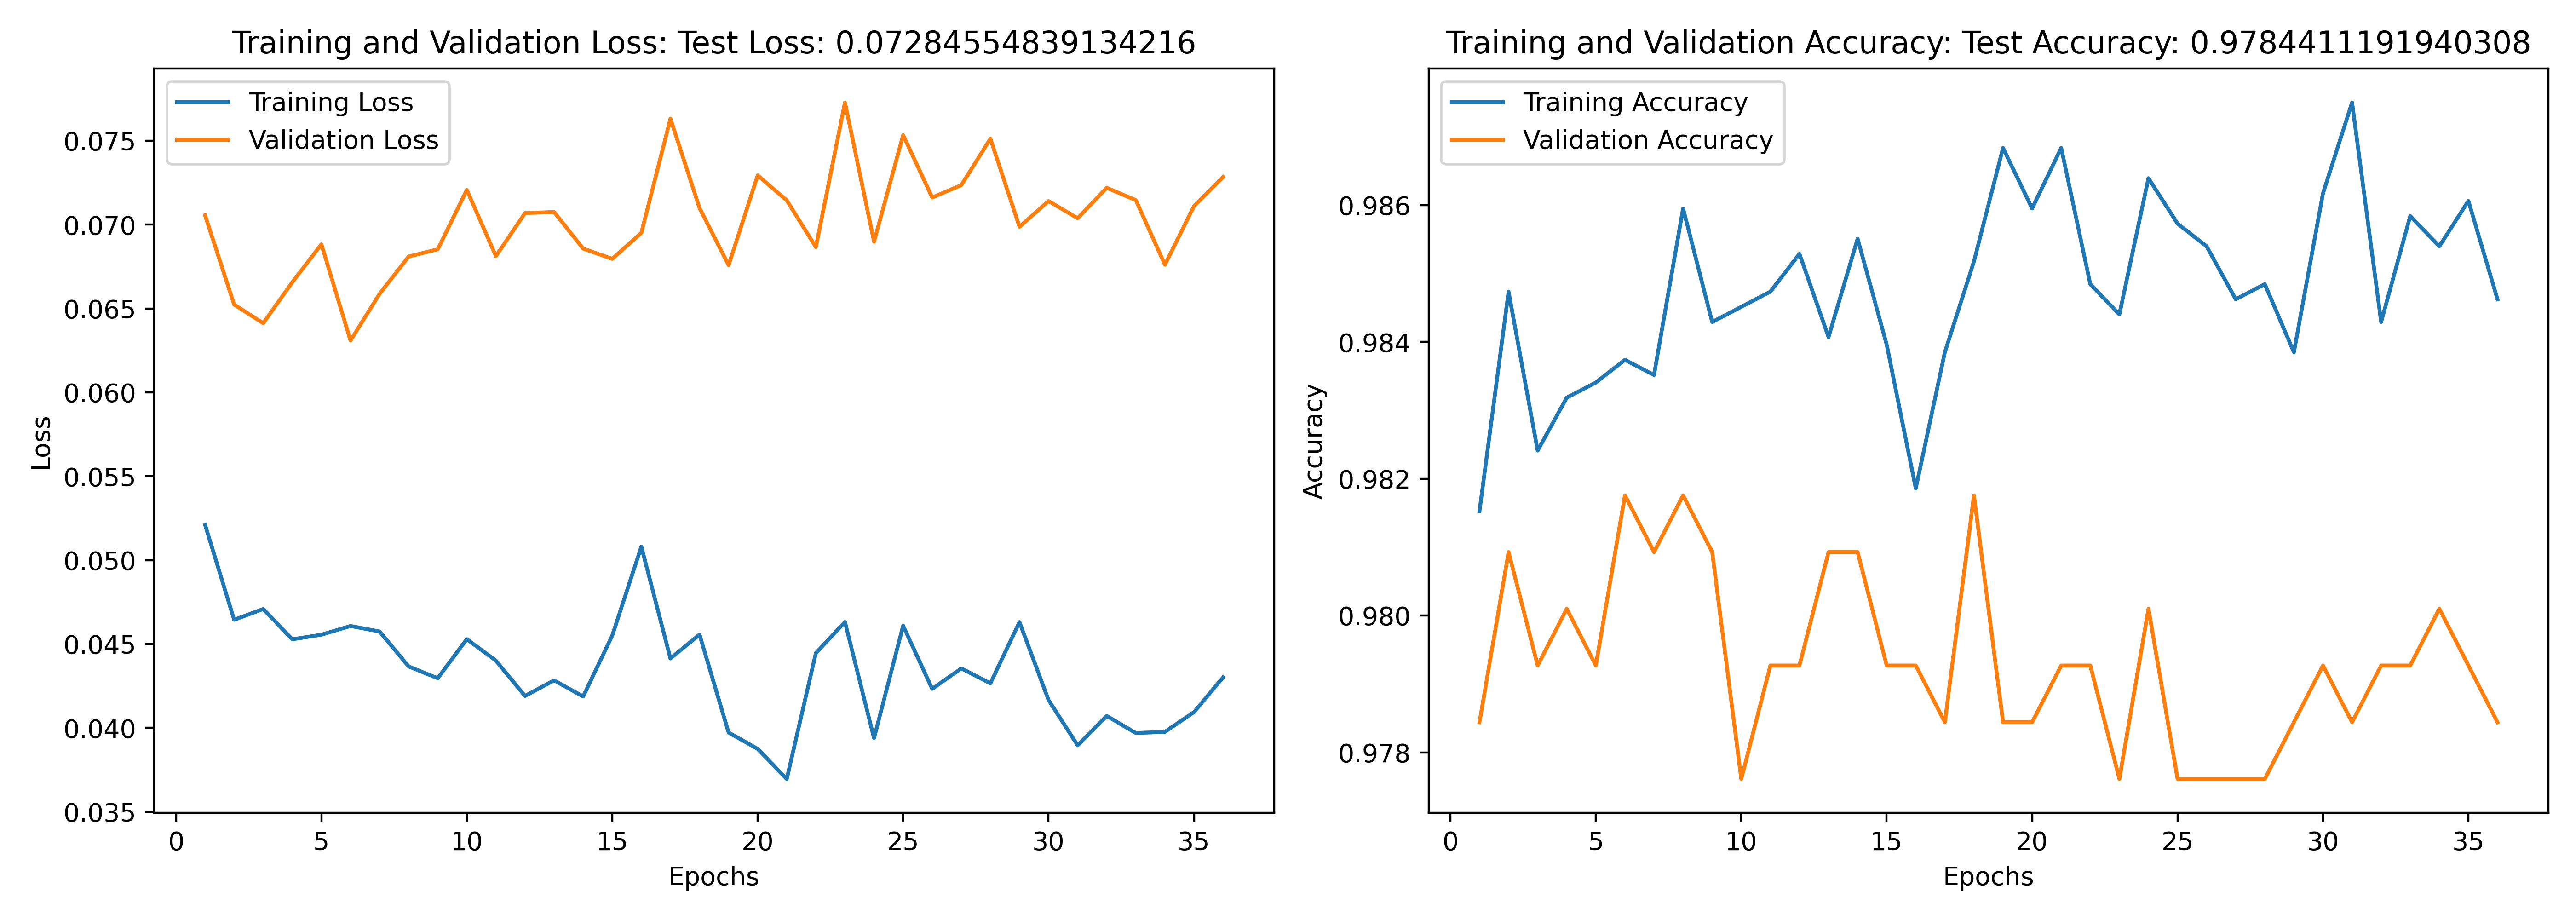 Training and Validation Loss: Test Loss: 0.07284554839134216
Training Loss
Validation Loss
0.075
0.070
0.065
0.060
0.055
0.050
0.045
0.040
0.035
Loss
0 5 10 15 20 25 30 35
Epochs
Training and Validation Accuracy: Test Accuracy: 0.9784411191940308
Training Accuracy
Validation Accuracy
0.986
0.984
0.982
0.980
0.978
Accuracy
0 5 10 15 20 25 30 35
Epochs